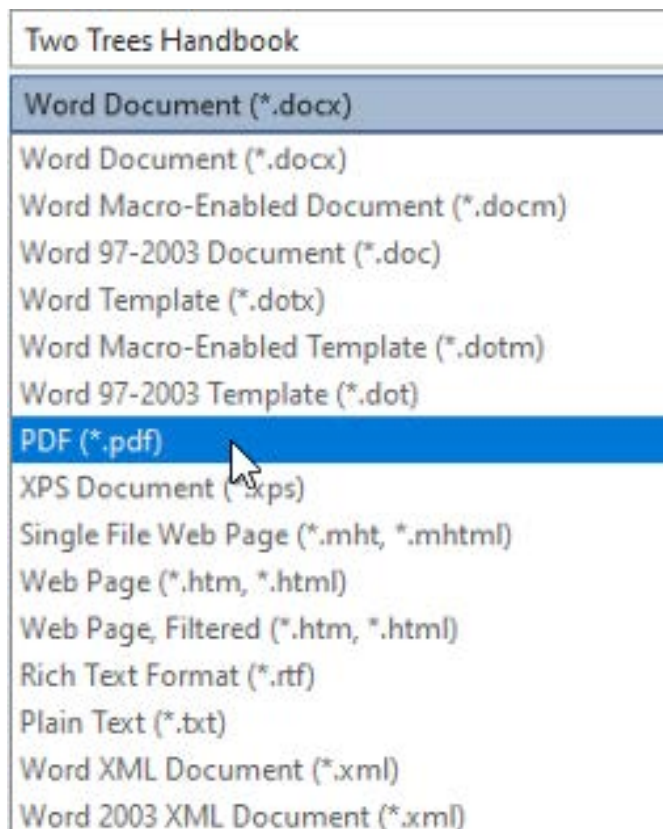 Two Trees Handbook
Word Document (*.docx)
Word Document (*.docx)
Word Macro-Enabled Document (*.docm)
Word 97-2003 Document (*.doc)
Word Template (*.dotx)
Word Macro-Enabled Template (*.dotm)
Word 97-2003 Template (*.dot)
PDF (*.pdf)
XPS Document (*.xps)
Single File Web Page (*.mht, *.mhtml)
Web Page (*.htm, *.html)
Web Page, Filtered (*.htm, *.html)
Rich Text Format (*.rtf)
Plain Text (*.txt)
Word XML Document (*.xml)
Word 2003 XML Document (*.xml)